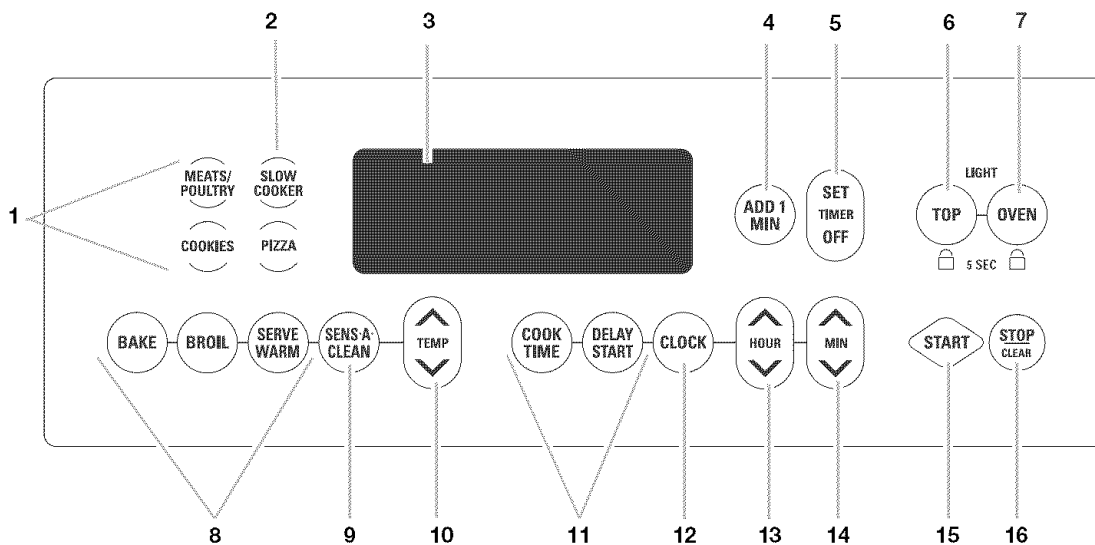 2 3 4 5 6 7
MEATS/
POULTRY
SLOW
COOKER
1
COOKIES
PIZZA
ADD 1
MIN
SET
TIMER
OFF
LIGHT
TOP
OVEN
5 SEC
BAKE
BROIL
SERVE
WARM
SENS·A·
CLEAN
TEMP
COOK
TIME
DELAY
START
CLOCK
HOUR
MIN
START
STOP
CLEAR
8 9 10 11 12 13 14 15 16